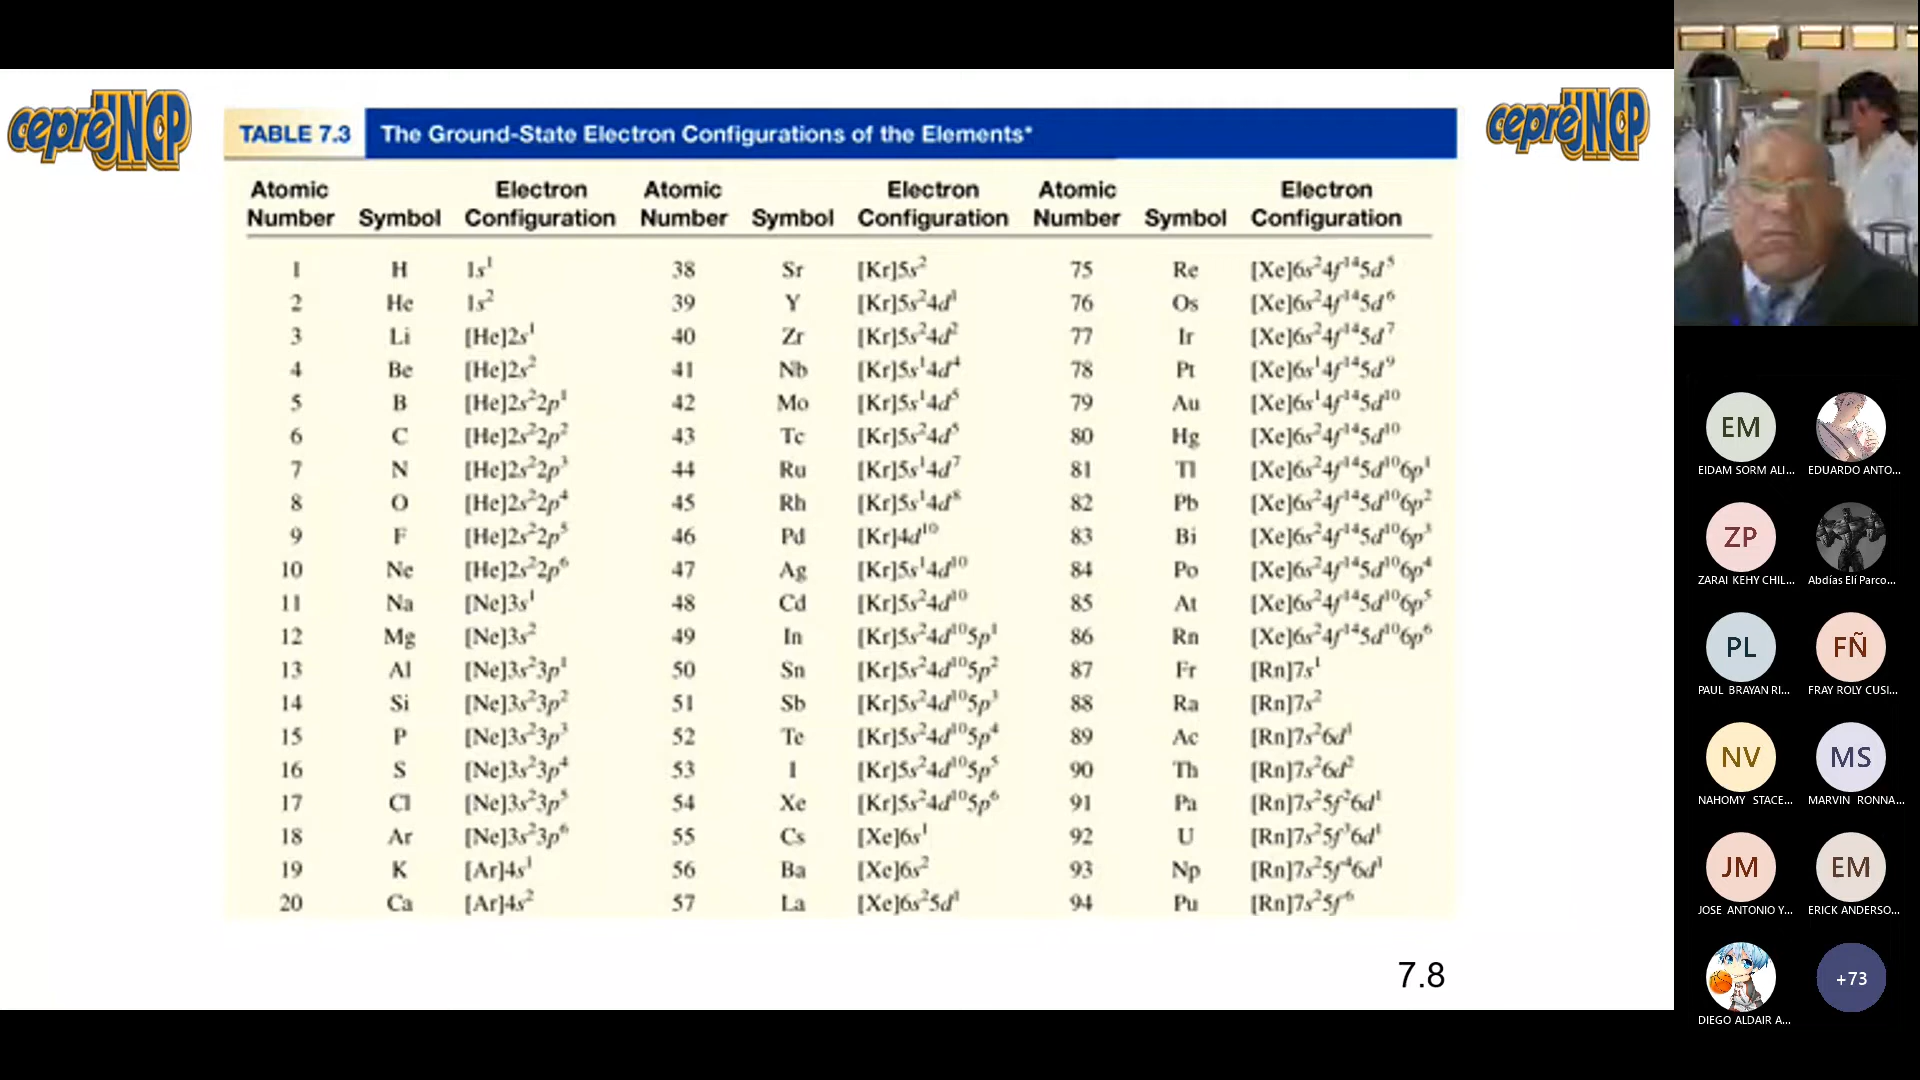 cepreUNCP
cepreUNCP
TABLE 7.3 The Ground-State Electron Configurations of the Elements*
Atomic Number Symbol Electron Configuration Atomic Number Symbol Electron Configuration Atomic Number Symbol Electron Configuration
1 H 1s¹ 38 Sr [Kr]5s² 75 Re [Xe]6s²4f¹⁴5d⁵
2 He 1s² 39 Y [Kr]5s²4d¹ 76 Os [Xe]6s²4f¹⁴5d⁶
3 Li [He]2s¹ 40 Zr [Kr]5s²4d² 77 Ir [Xe]6s²4f¹⁴5d⁷
4 Be [He]2s² 41 Nb [Kr]5s¹4d⁴ 78 Pt [Xe]6s¹4f¹⁴5d⁹
5 B [He]2s²2p¹ 42 Mo [Kr]5s¹4d⁵ 79 Au [Xe]6s¹4f¹⁴5d¹⁰
6 C [He]2s²2p² 43 Tc [Kr]5s²4d⁵ 80 Hg [Xe]6s²4f¹⁴5d¹⁰
7 N [He]2s²2p³ 44 Ru [Kr]5s¹4d⁷ 81 Tl [Xe]6s²4f¹⁴5d¹⁰6p¹
8 O [He]2s²2p⁴ 45 Rh [Kr]5s¹4d⁸ 82 Pb [Xe]6s²4f¹⁴5d¹⁰6p²
9 F [He]2s²2p⁵ 46 Pd [Kr]4d¹⁰ 83 Bi [Xe]6s²4f¹⁴5d¹⁰6p³
10 Ne [He]2s²2p⁶ 47 Ag [Kr]5s¹4d¹⁰ 84 Po [Xe]6s²4f¹⁴5d¹⁰6p⁴
11 Na [Ne]3s¹ 48 Cd [Kr]5s²4d¹⁰ 85 At [Xe]6s²4f¹⁴5d¹⁰6p⁵
12 Mg [Ne]3s² 49 In [Kr]5s²4d¹⁰5p¹ 86 Rn [Xe]6s²4f¹⁴5d¹⁰6p⁶
13 Al [Ne]3s²3p¹ 50 Sn [Kr]5s²4d¹⁰5p² 87 Fr [Rn]7s¹
14 Si [Ne]3s²3p² 51 Sb [Kr]5s²4d¹⁰5p³ 88 Ra [Rn]7s²
15 P [Ne]3s²3p³ 52 Te [Kr]5s²4d¹⁰5p⁴ 89 Ac [Rn]7s²6d¹
16 S [Ne]3s²3p⁴ 53 I [Kr]5s²4d¹⁰5p⁵ 90 Th [Rn]7s²6d²
17 Cl [Ne]3s²3p⁵ 54 Xe [Kr]5s²4d¹⁰5p⁶ 91 Pa [Rn]7s²5f²6d¹
18 Ar [Ne]3s²3p⁶ 55 Cs [Xe]6s¹ 92 U [Rn]7s²5f³6d¹
19 K [Ar]4s¹ 56 Ba [Xe]6s² 93 Np [Rn]7s²5f⁴6d¹
20 Ca [Ar]4s² 57 La [Xe]6s²5d¹ 94 Pu [Rn]7s²5f⁶
7.8
EM
EIDAM SORM ALI... EDUARDO ANTO...
ZP
ZARAI KEHY CHIL... Abdías Elí Parco...
PL FÑ
PAUL BRAYAN RI... FRAY ROLY CUSI...
NV MS
NAHOMY STACE... MARVIN RONNA...
JM EM
JOSE ANTONIO Y... ERICK ANDERSO...
+73
DIEGO ALDAIR A...